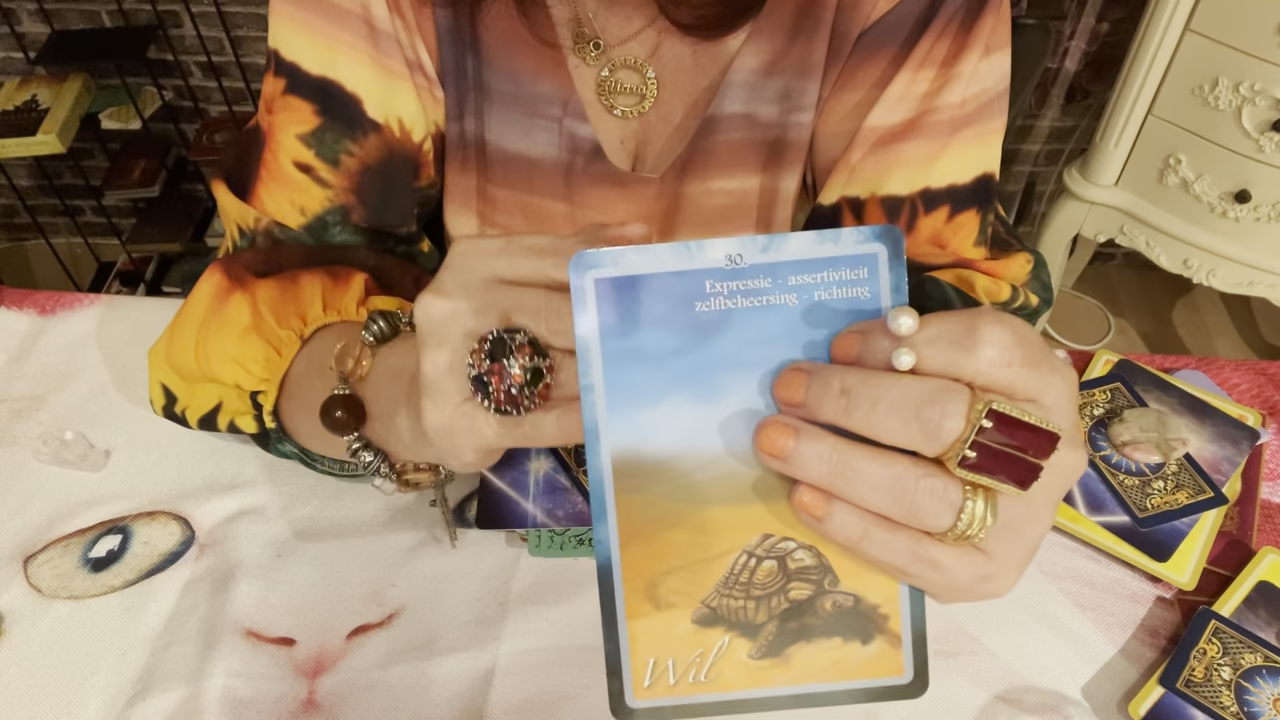 30.
Expressie - assertiviteit
zelfbeheersing - richting
Wil